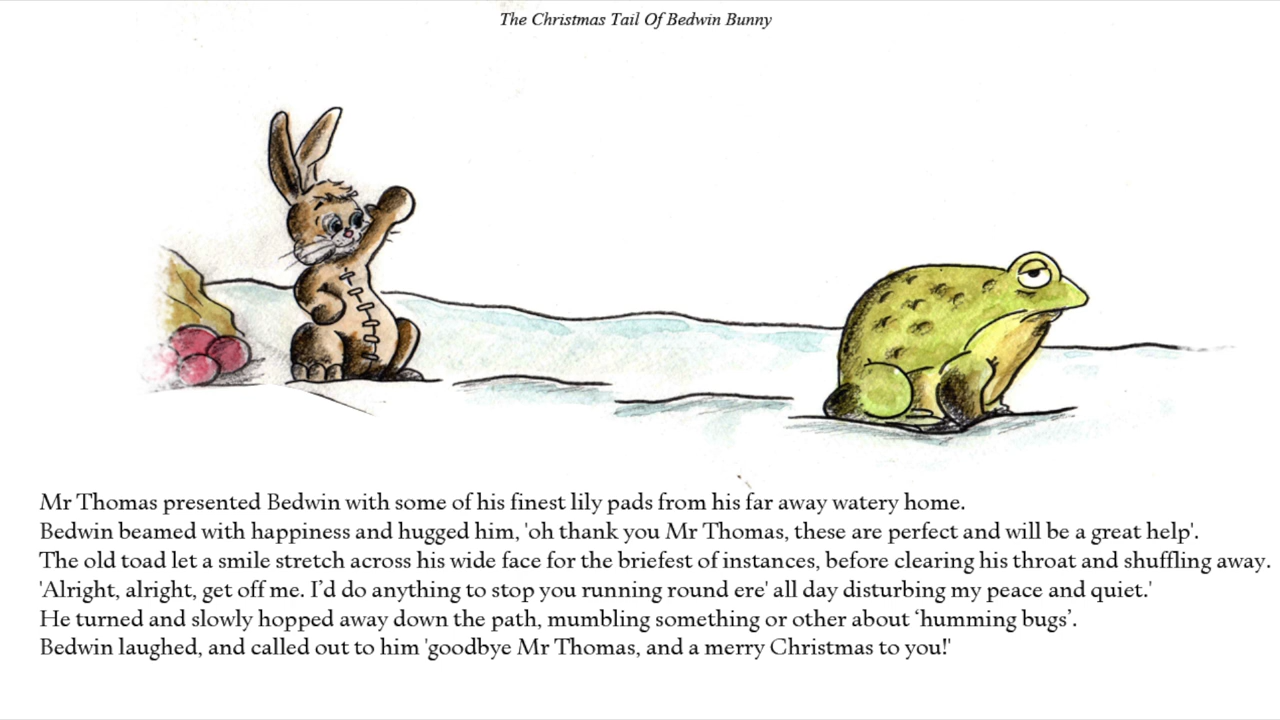 The Christmas Tail Of Bedwin Bunny
Mr Thomas presented Bedwin with some of his finest lily pads from his far away watery home.
Bedwin beamed with happiness and hugged him, 'oh thank you Mr Thomas, these are perfect and will be a great help'.
The old toad let a smile stretch across his wide face for the briefest of instances, before clearing his throat and shuffling away.
'Alright, alright, get off me. I’d do anything to stop you running round ere' all day disturbing my peace and quiet.'
He turned and slowly hopped away down the path, mumbling something or other about ‘humming bugs’.
Bedwin laughed, and called out to him 'goodbye Mr Thomas, and a merry Christmas to you!'